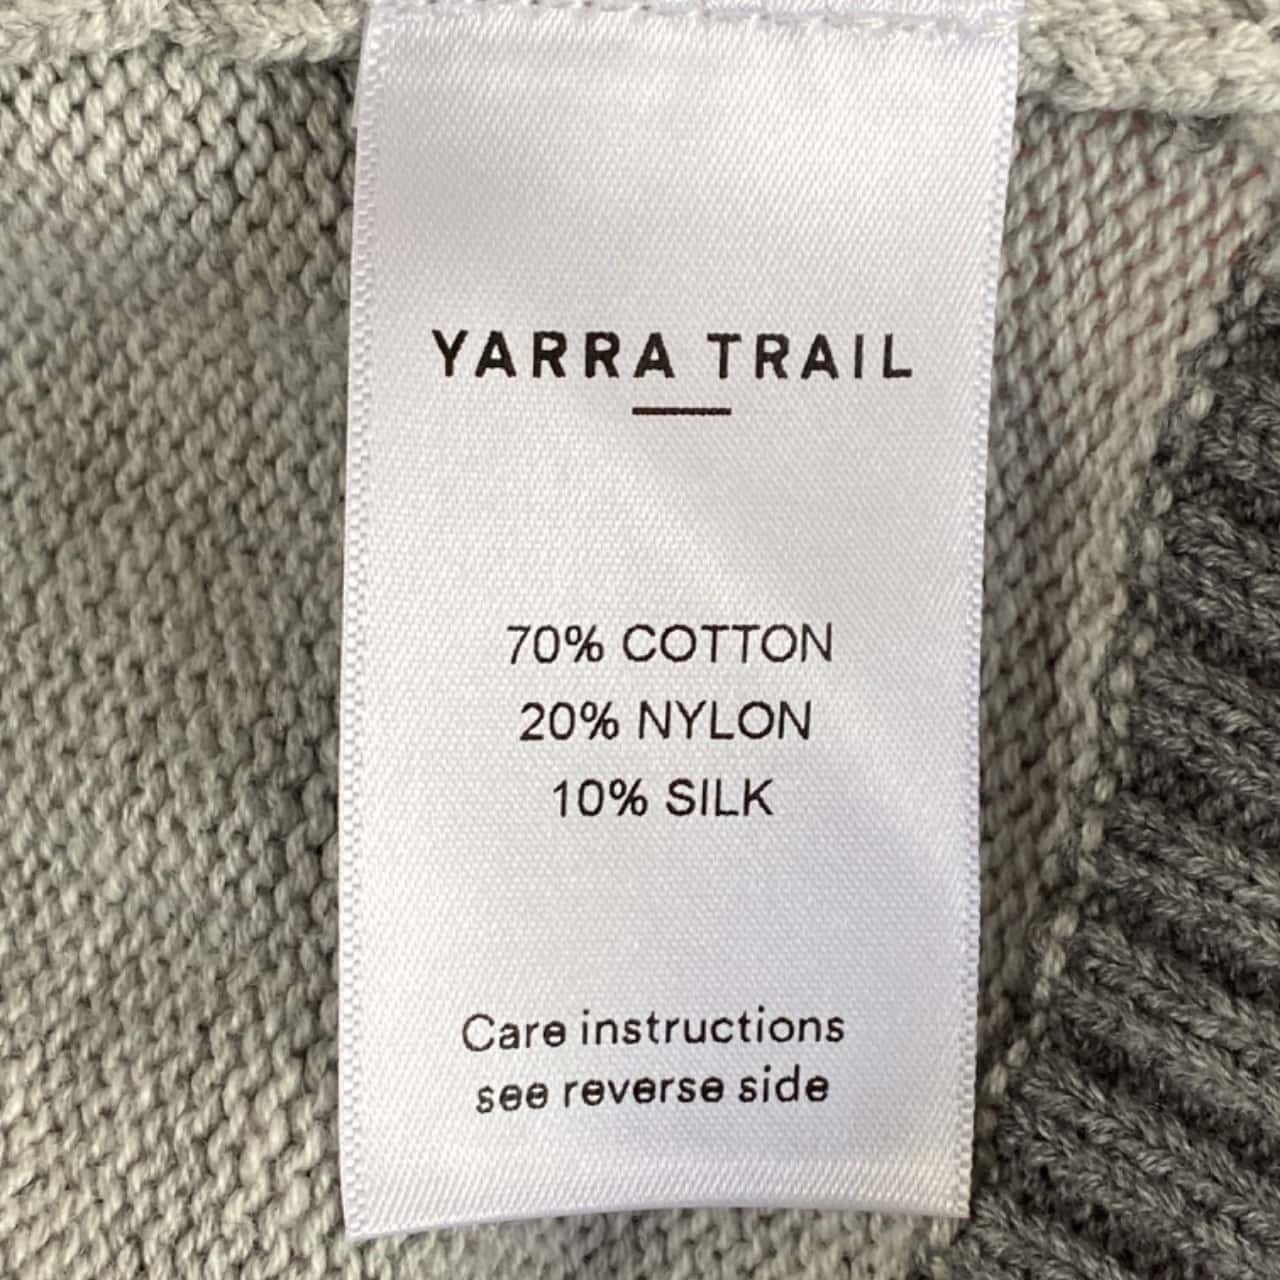 YARRA TRAIL
70% COTTON
20% NYLON
10% SILK
Care instructions
see reverse side